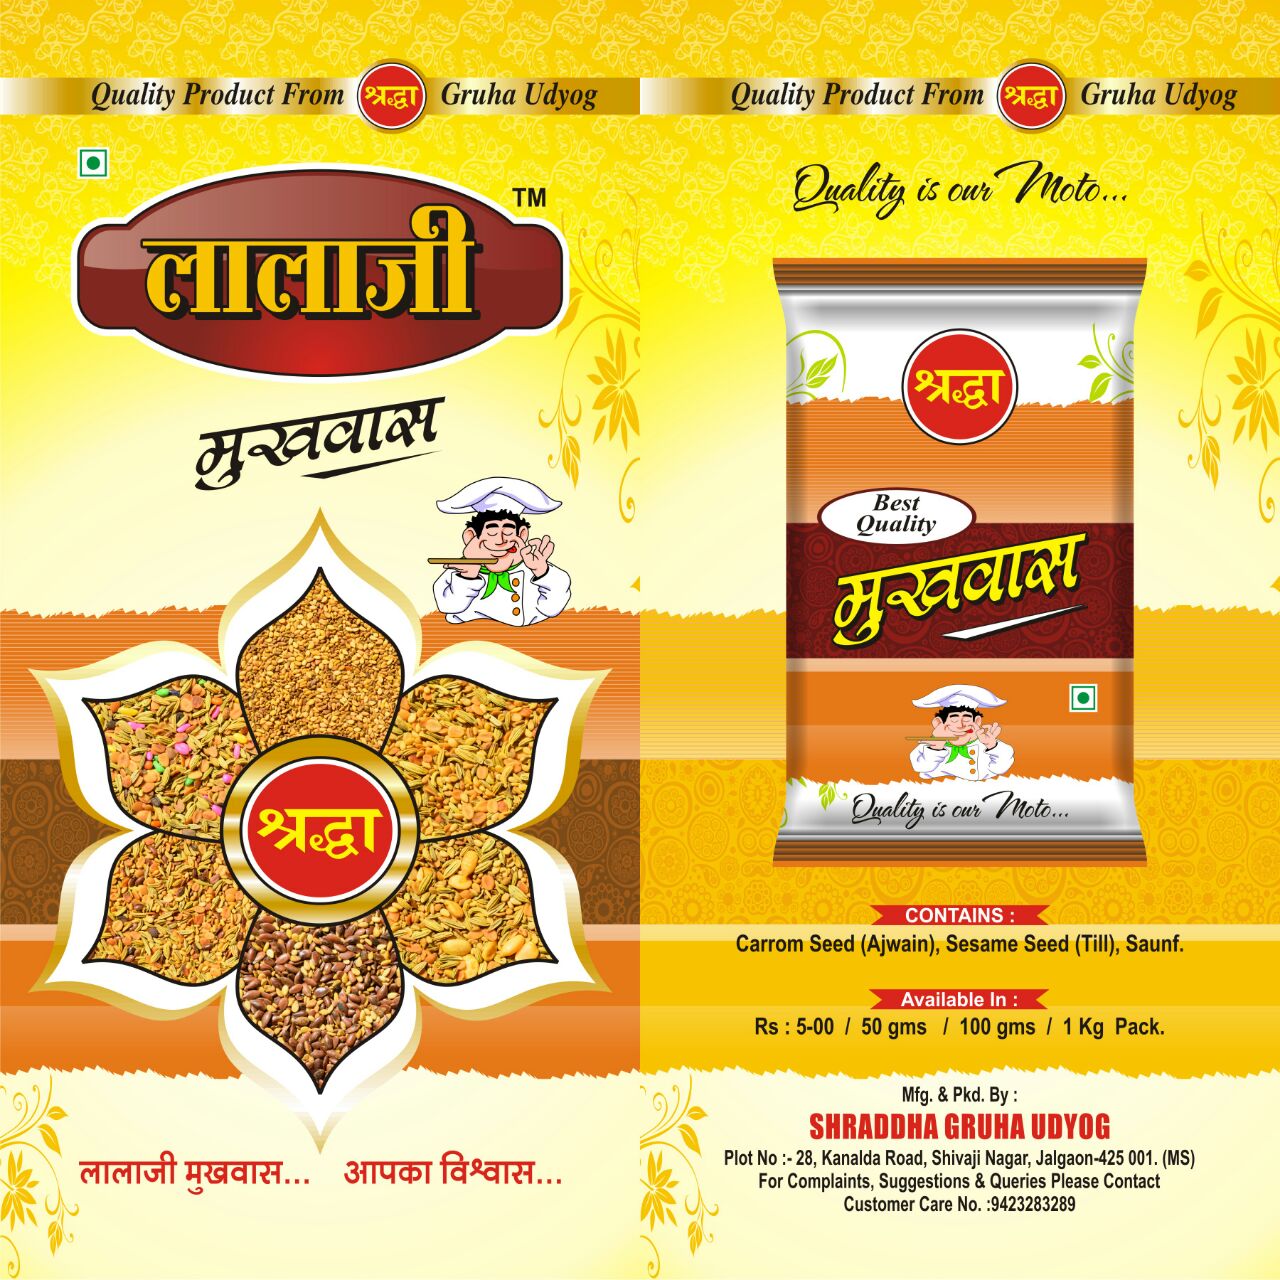 Quality Product From श्रद्धा Gruha Udyog
TM
लालाजी
मुखवास
श्रद्धा
लालाजी मुखवास... आपका विश्वास...
Quality Product From श्रद्धा Gruha Udyog
Quality is our Moto...
श्रद्धा
Best
Quality
मुखवास
Quality is our Moto...
CONTAINS :
Carrom Seed (Ajwain), Sesame Seed (Till), Saunf.
Available In :
Rs : 5-00 / 50 gms / 100 gms / 1 Kg Pack.
Mfg. & Pkd. By :
SHRADDHA GRUHA UDYOG
Plot No :- 28, Kanalda Road, Shivaji Nagar, Jalgaon-425 001. (MS)
For Complaints, Suggestions & Queries Please Contact
Customer Care No. :9423283289